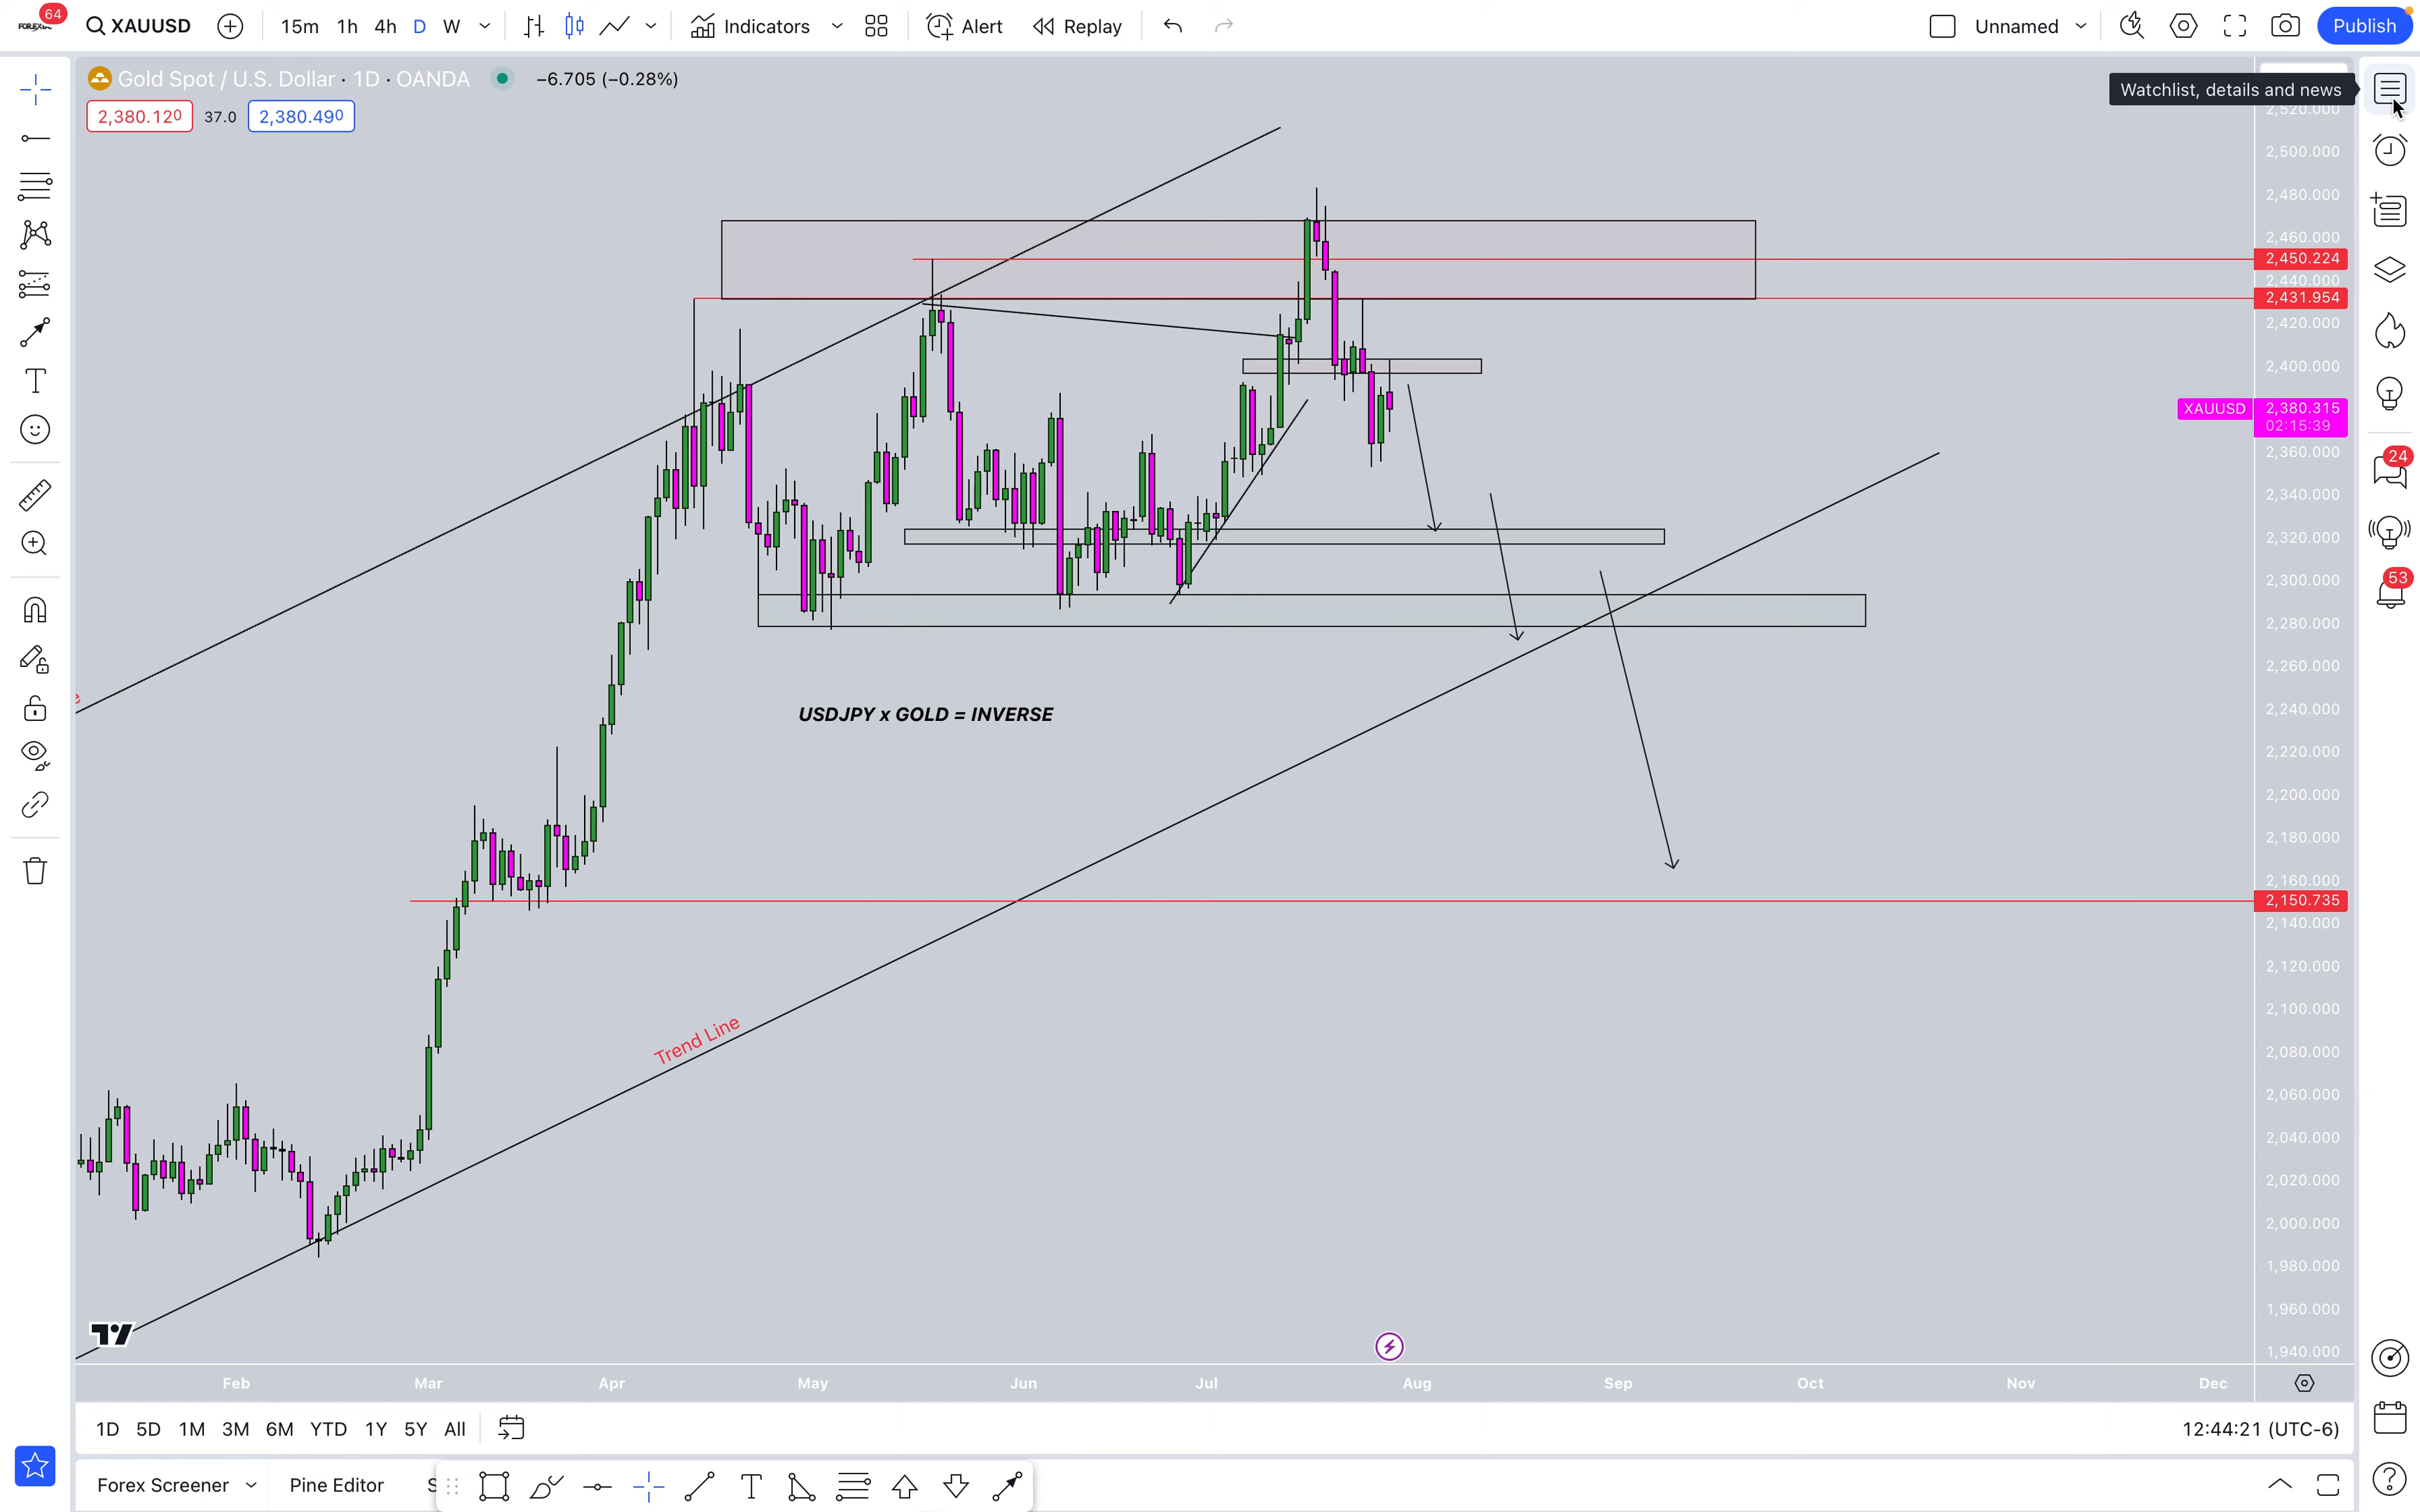 64
FOREXIA
XAUUSD
15m 1h 4h D W
Indicators
Alert
Replay
Unnamed
Publish
Gold Spot / U.S. Dollar · 1D · OANDA
−6.705 (−0.28%)
Watchlist, details and news
2,380.120 37.0 2,380.490
2,520.000
2,500.000
2,480.000
2,460.000
2,450.224
2,440.000
2,431.954
2,420.000
2,400.000
XAUUSD 2,380.315
02:15:39
2,360.000
24
2,340.000
2,320.000
2,300.000
53
2,280.000
2,260.000
2,240.000
USDJPY x GOLD = INVERSE
2,220.000
2,200.000
2,180.000
2,160.000
2,150.735
2,140.000
2,120.000
2,100.000
Trend Line
2,080.000
2,060.000
2,040.000
2,020.000
2,000.000
1,980.000
1,960.000
1,940.000
Feb Mar Apr May Jun Jul Aug Sep Oct Nov Dec
1D 5D 1M 3M 6M YTD 1Y 5Y All
12:44:21 (UTC-6)
Forex Screener
Pine Editor